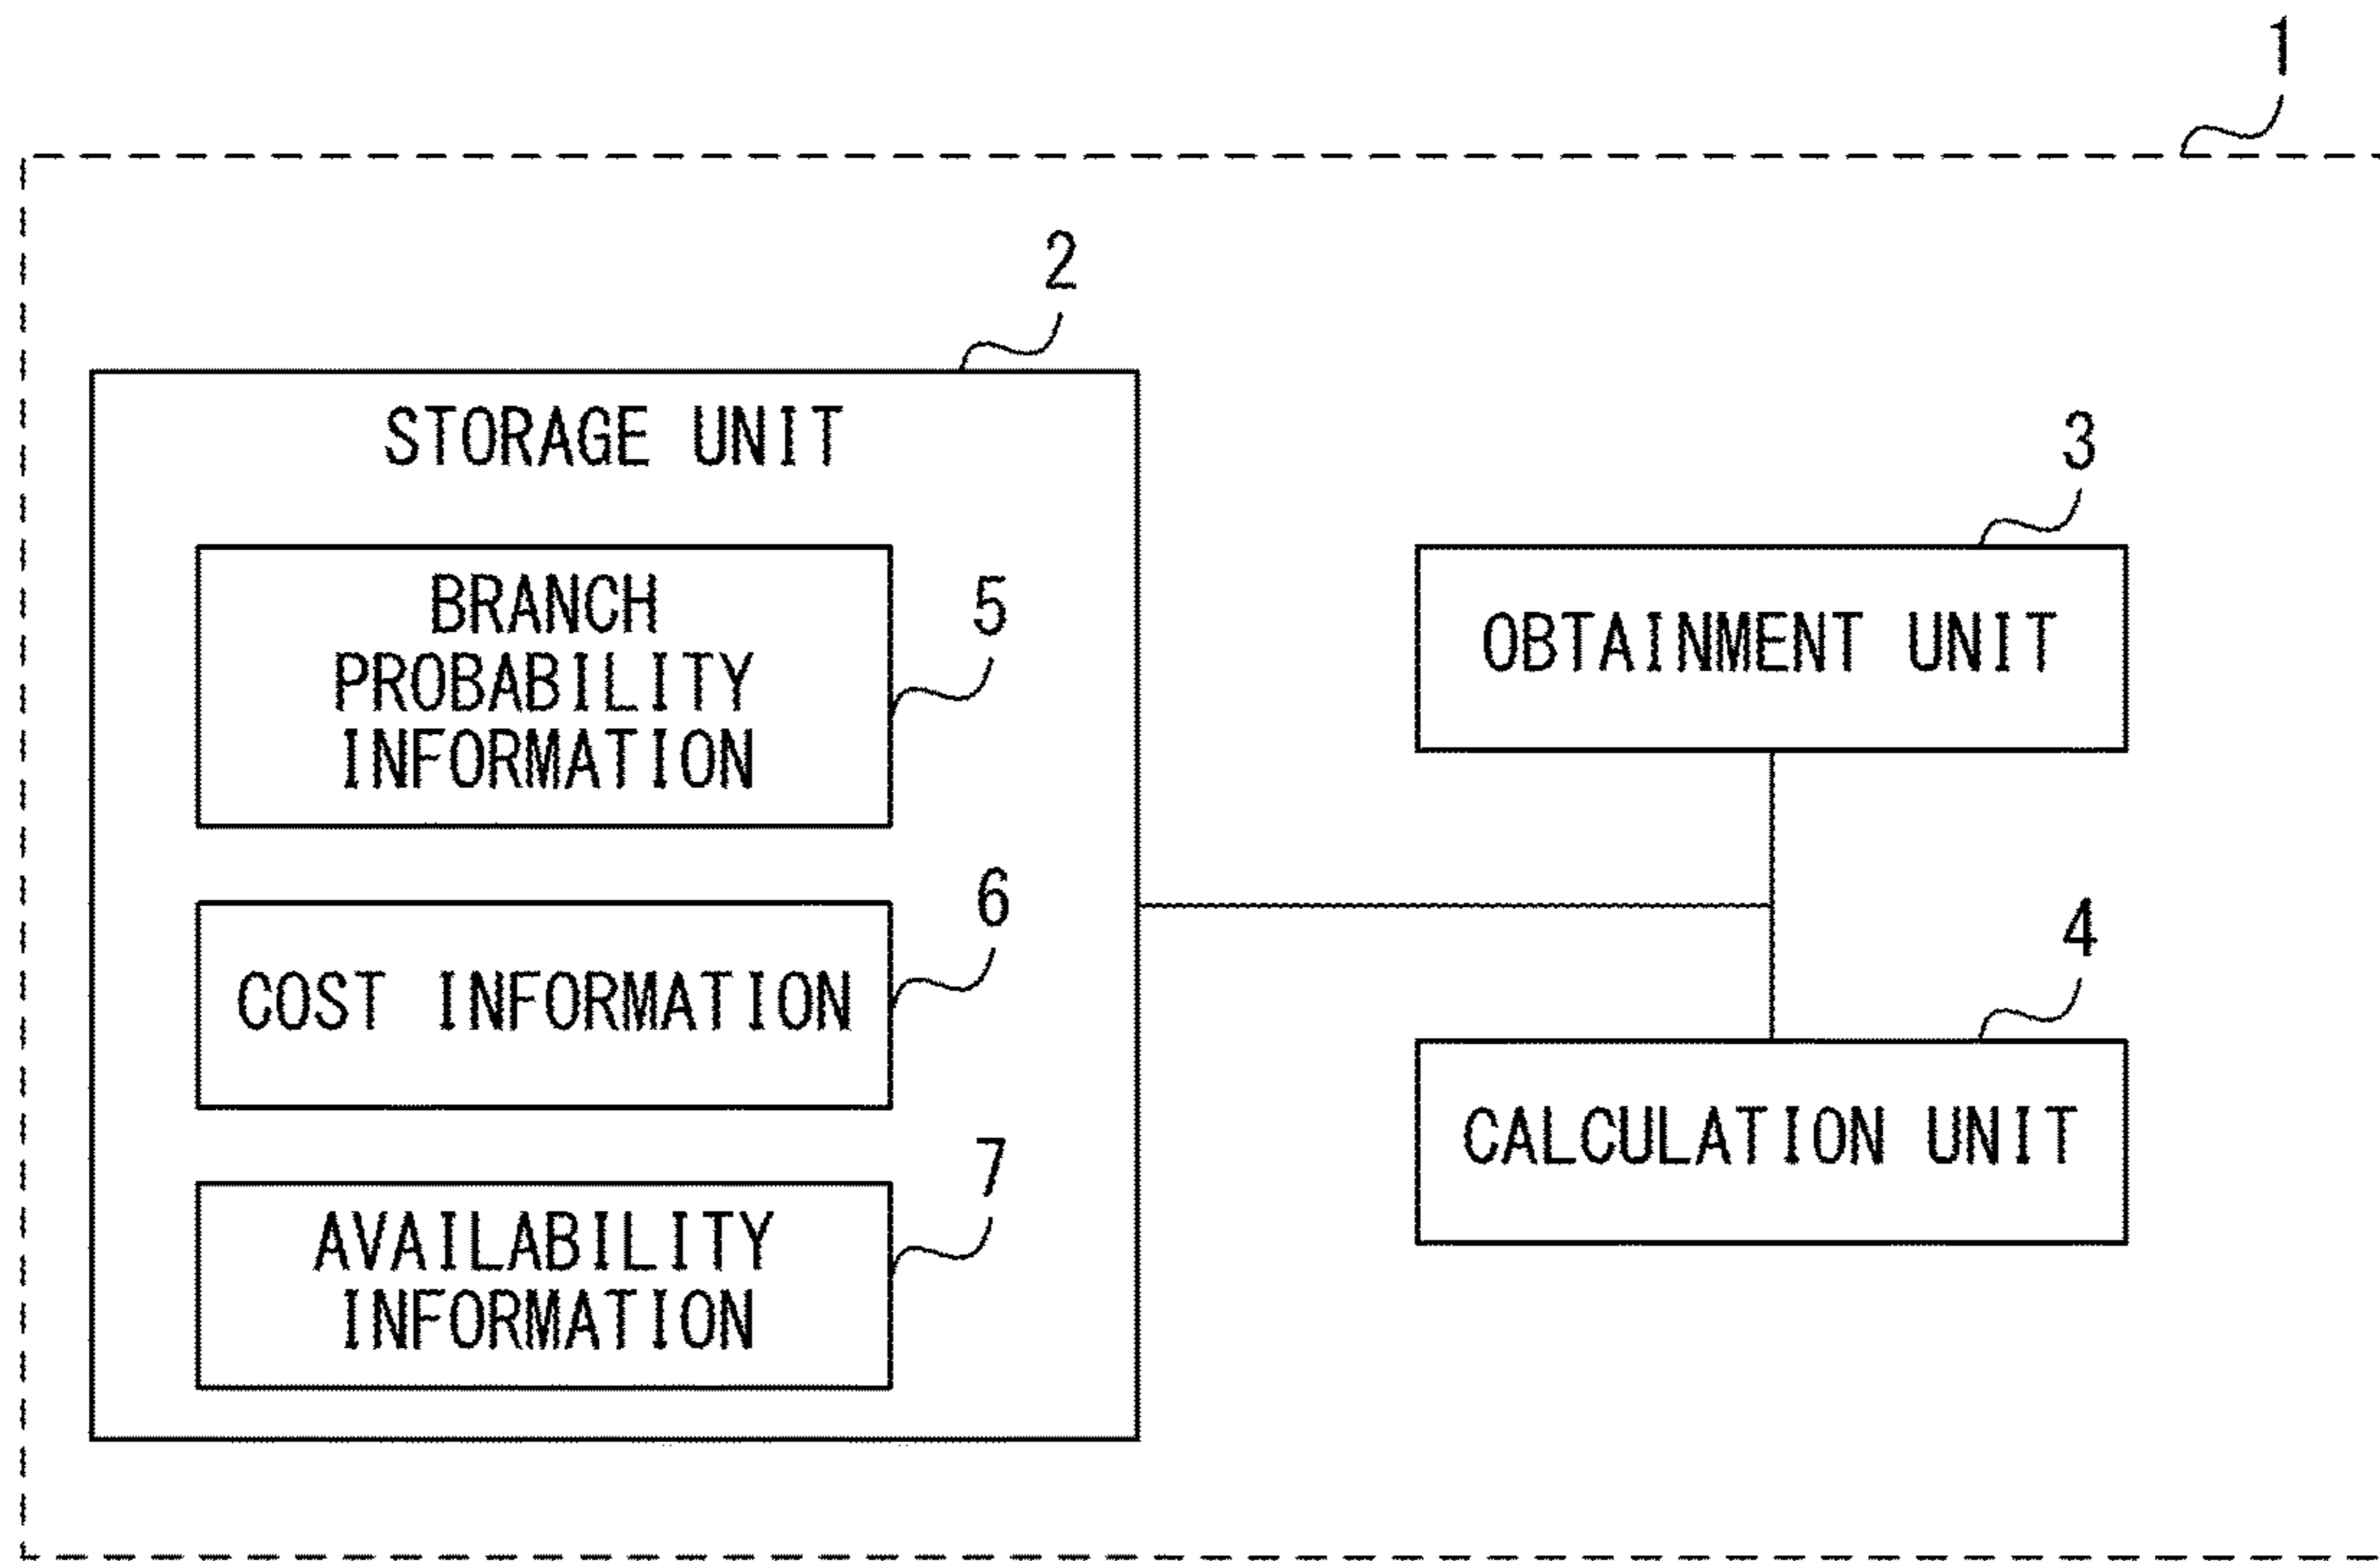 1
2
STORAGE UNIT
3
BRANCH
PROBABILITY
INFORMATION
5
OBTAINMENT UNIT
6
COST INFORMATION
4
CALCULATION UNIT
7
AVAILABILITY
INFORMATION